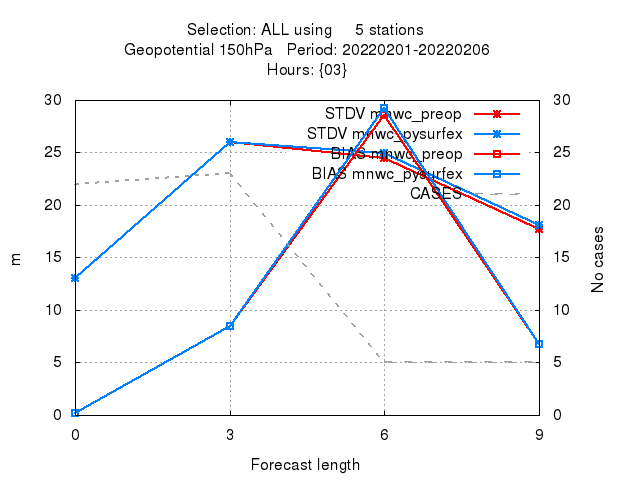 Selection: ALL using     5 stations
Geopotential 150hPa   Period: 20220201-20220206
Hours: {03}
30 30
STDV mnwc_preop
25 STDV mnwc_pysurfex 25
BIAS mnwc_preop
BIAS mnwc_pysurfex
20 CASES 20
15 15
m No cases
10 10
5 5
0 0
0 3 6 9
Forecast length